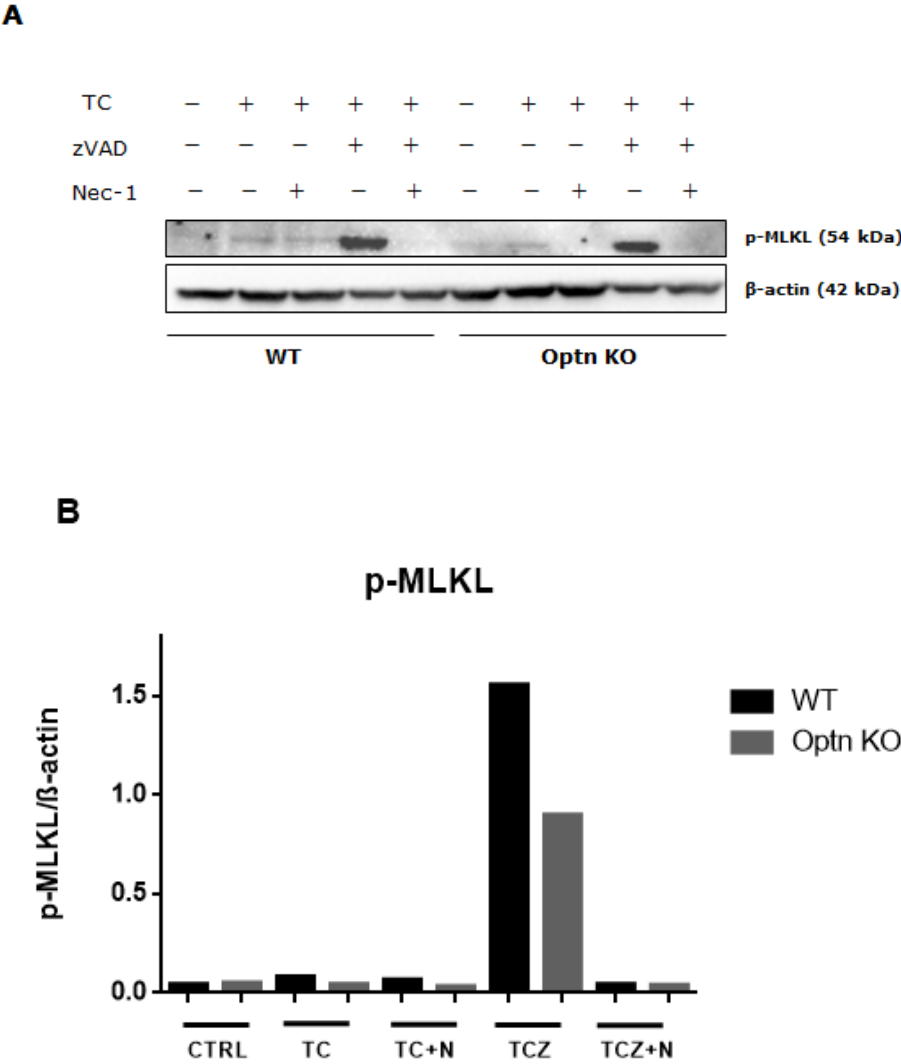 A
TC − + + + + − + + + +
zVAD − − − + + − − − + +
Nec-1 − − + − + − − + − +
p-MLKL (54 kDa)
β-actin (42 kDa)
WT Optn KO
B
p-MLKL
p-MLKL/ß-actin
1.5
1.0
0.5
0.0
CTRL TC TC+N TCZ TCZ+N
WT
Optn KO